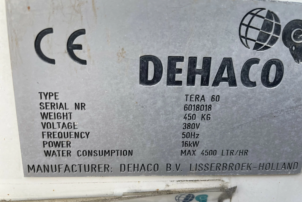 CE
DEHACO
TYPE TERA 60
SERIAL NR 6018018
WEIGHT 450 KG
VOLTAGE 380V
FREQUENCY 50Hz
POWER 16kW
WATER CONSUMPTION MAX 4500 LTR/HR
MANUFACTURER: DEHACO B.V. LISSERBROEK-HOLLAND